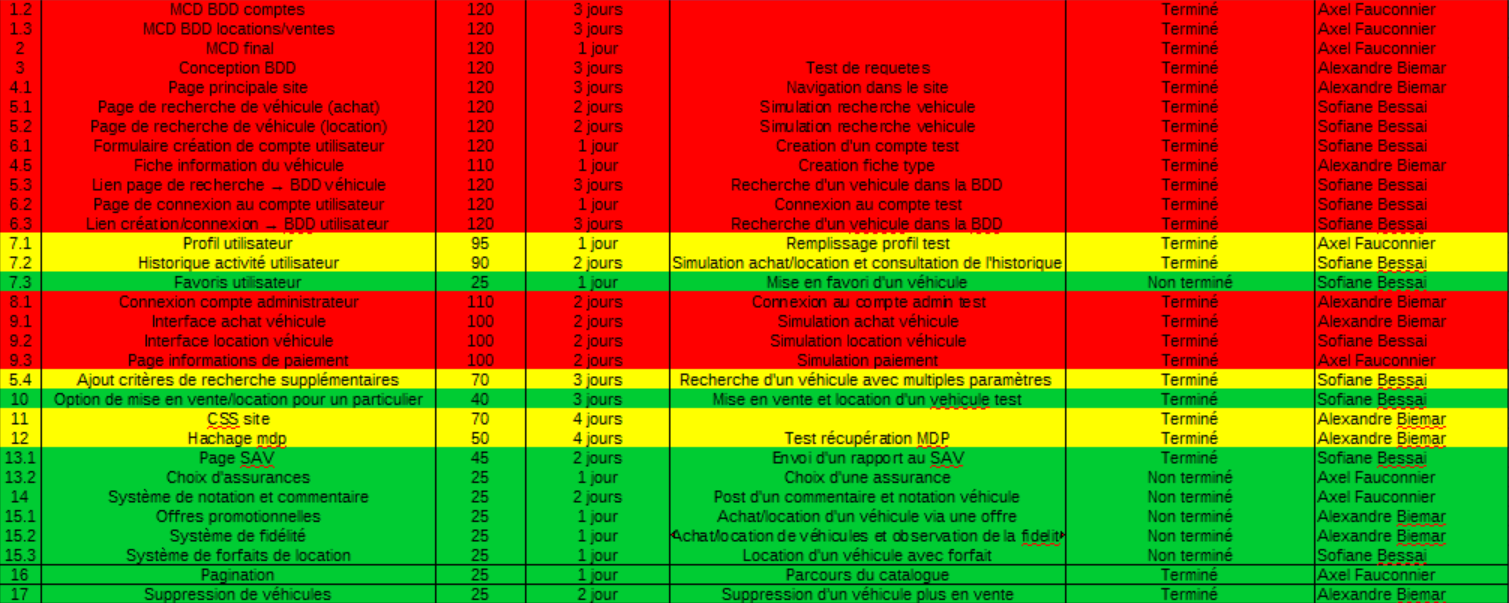 1.2 MCD BDD comptes 120 3 jours Terminé Axel Fauconnier
1.3 MCD BDD locations/ventes 120 3 jours Terminé Axel Fauconnier
2 MCD final 120 1 jour Terminé Axel Fauconnier
3 Conception BDD 120 3 jours Test de requetes Terminé Alexandre Biemar
4.1 Page principale site 120 3 jours Navigation dans le site Terminé Alexandre Biemar
5.1 Page de recherche de véhicule (achat) 120 2 jours Simulation recherche vehicule Terminé Sofiane Bessai
5.2 Page de recherche de véhicule (location) 120 2 jours Simulation recherche vehicule Terminé Sofiane Bessai
6.1 Formulaire création de compte utilisateur 120 1 jour Creation d'un compte test Terminé Sofiane Bessai
4.5 Fiche information du véhicule 110 1 jour Creation fiche type Terminé Alexandre Biemar
5.3 Lien page de recherche → BDD véhicule 120 3 jours Recherche d'un vehicule dans la BDD Terminé Sofiane Bessai
6.2 Page de connexion au compte utilisateur 120 1 jour Connexion au compte test Terminé Sofiane Bessai
6.3 Lien création/connexion → BDD utilisateur 120 3 jours Recherche d'un vehicule dans la BDD Terminé Sofiane Bessai
7.1 Profil utilisateur 95 1 jour Remplissage profil test Terminé Axel Fauconnier
7.2 Historique activité utilisateur 90 2 jours Simulation achat/location et consultation de l'historique Terminé Sofiane Bessai
7.3 Favoris utilisateur 25 1 jour Mise en favori d'un véhicule Non terminé Sofiane Bessai
8.1 Connexion compte administrateur 110 2 jours Connexion au compte admin test Terminé Alexandre Biemar
9.1 Interface achat véhicule 100 2 jours Simulation achat véhicule Terminé Alexandre Biemar
9.2 Interface location véhicule 100 2 jours Simulation location véhicule Terminé Sofiane Bessai
9.3 Page informations de paiement 100 2 jours Simulation paiement Terminé Axel Fauconnier
5.4 Ajout critères de recherche supplémentaires 70 3 jours Recherche d'un véhicule avec multiples paramètres Terminé Sofiane Bessai
10 Option de mise en vente/location pour un particulier 40 3 jours Mise en vente et location d'un vehicule test Terminé Sofiane Bessai
11 CSS site 70 4 jours Terminé Alexandre Biemar
12 Hachage mdp 50 4 jours Test récupération MDP Terminé Alexandre Biemar
13.1 Page SAV 45 2 jours Envoi d'un rapport au SAV Terminé Sofiane Bessai
13.2 Choix d'assurances 25 1 jour Choix d'une assurance Non terminé Axel Fauconnier
14 Système de notation et commentaire 25 2 jours Post d'un commentaire et notation véhicule Non terminé Axel Fauconnier
15.1 Offres promotionnelles 25 1 jour Achat/location d'un véhicule via une offre Non terminé Alexandre Biemar
15.2 Système de fidélité 25 1 jour Achat/location de véhicules et observation de la fidelit Non terminé Alexandre Biemar
15.3 Système de forfaits de location 25 1 jour Location d'un véhicule avec forfait Non terminé Sofiane Bessai
16 Pagination 25 1 jour Parcours du catalogue Terminé Axel Fauconnier
17 Suppression de véhicules 25 2 jour Suppression d'un véhicule plus en vente Terminé Alexandre Biemar